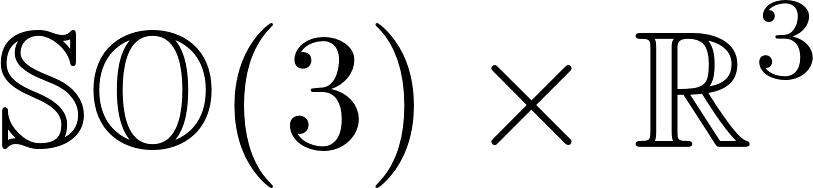 𝕊𝕆(3) × ℝ³